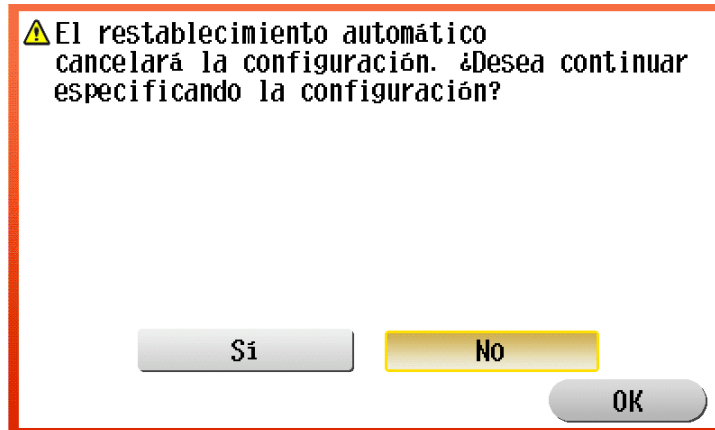 El restablecimiento automático
cancelará la configuración. ¿Desea continuar
especificando la configuración?
Sí
No
OK